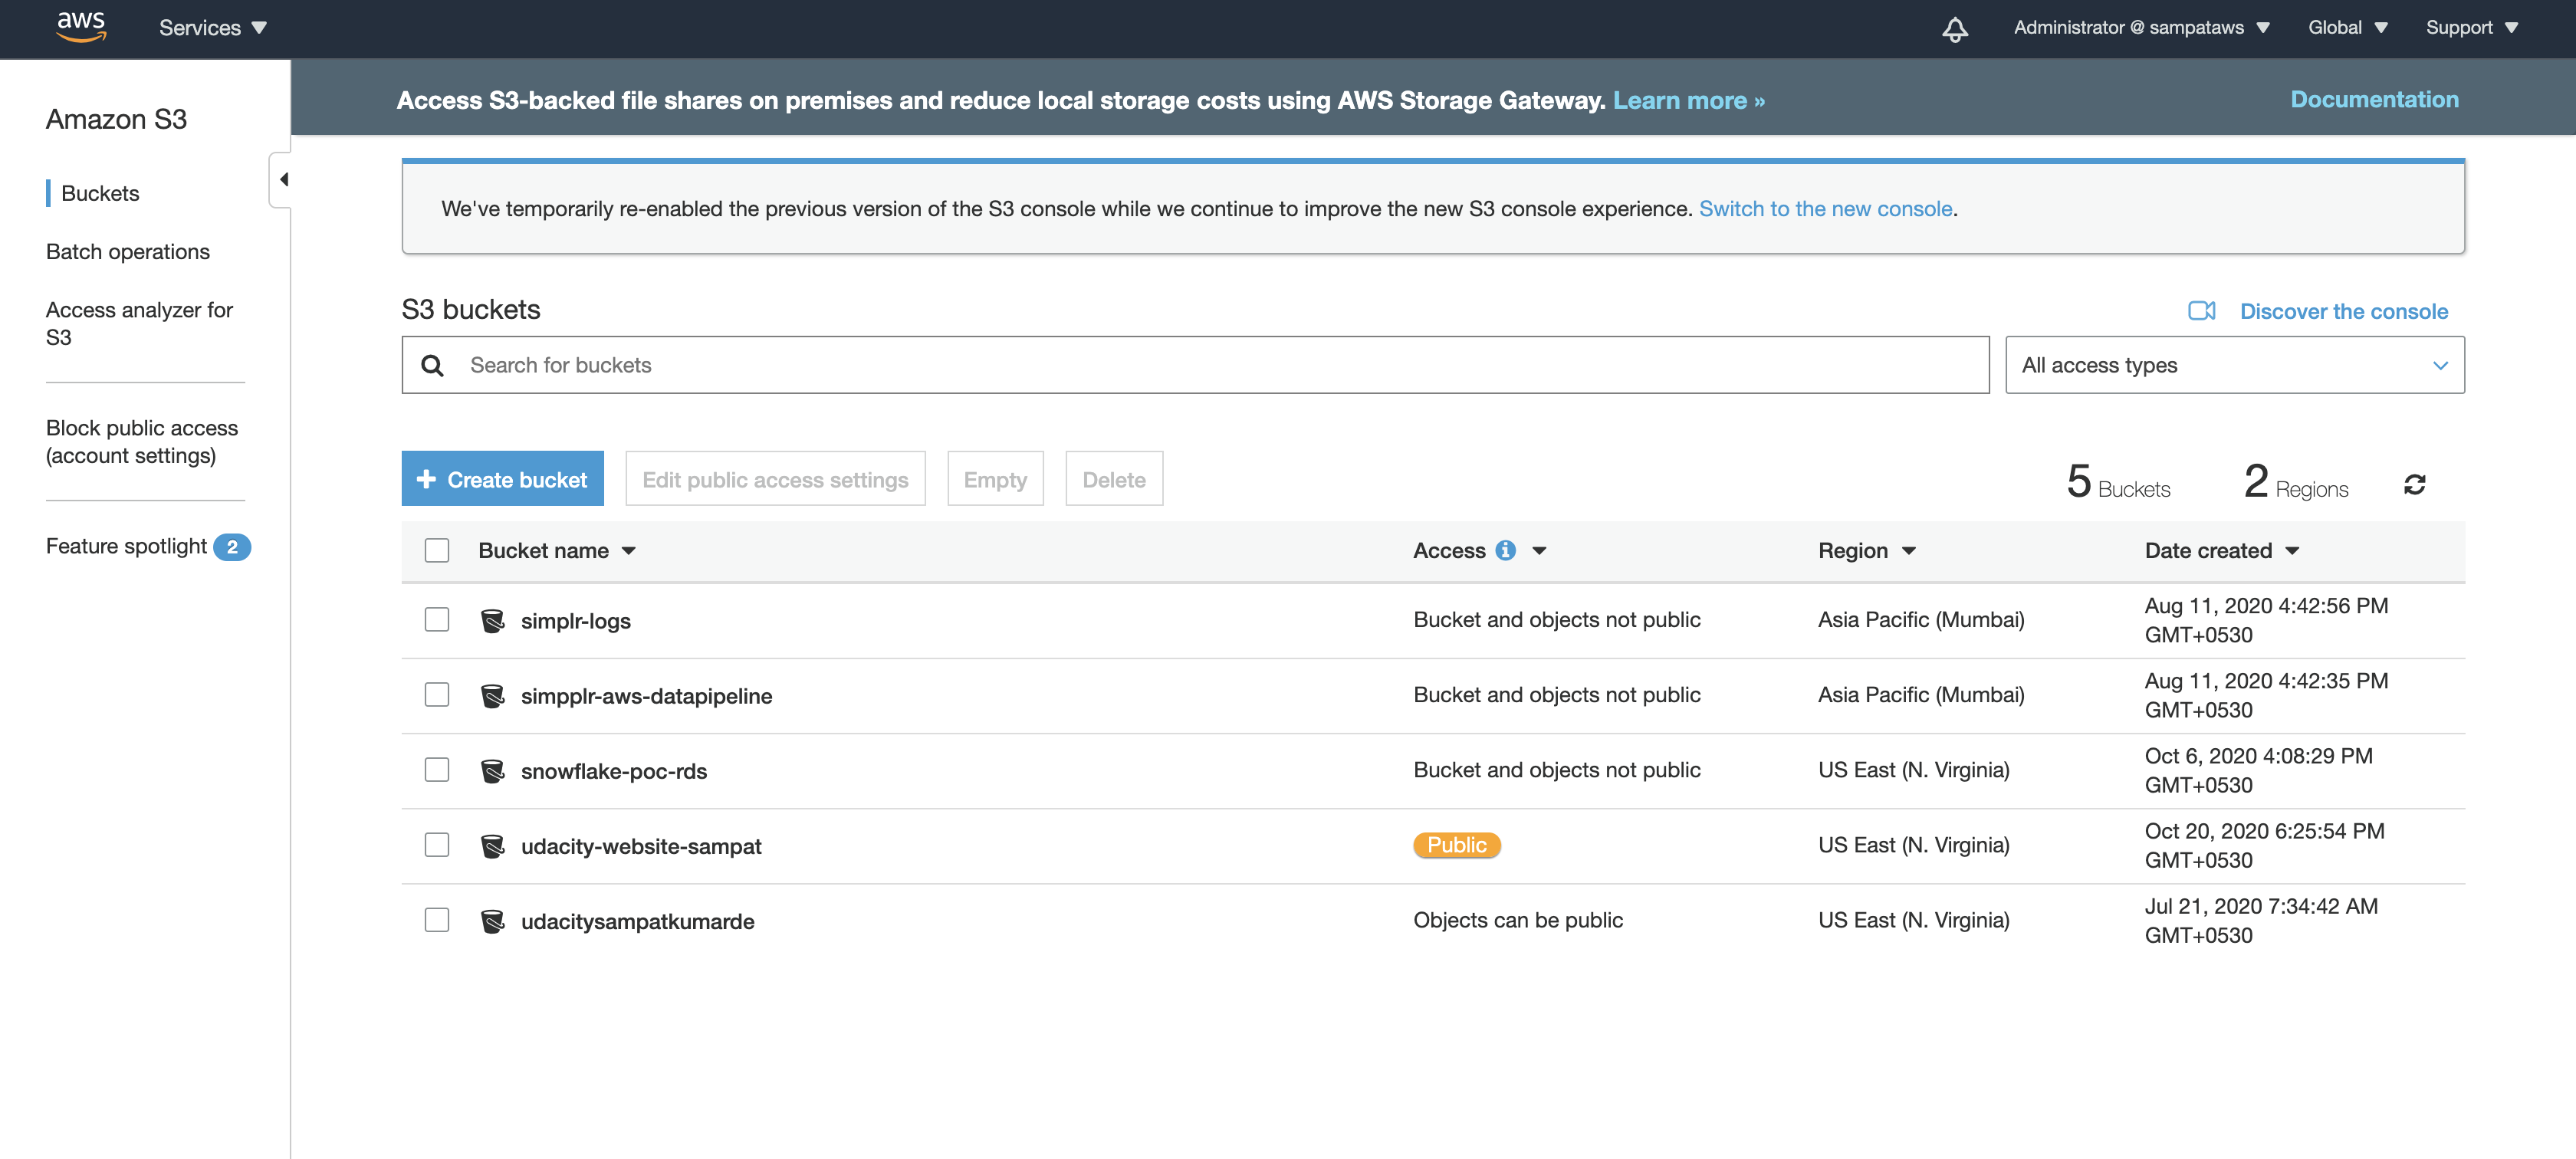 aws Services Administrator @ sampataws Global Support
Amazon S3
Buckets
Batch operations
Access analyzer for
S3
Block public access
(account settings)
Feature spotlight 2
Access S3-backed file shares on premises and reduce local storage costs using AWS Storage Gateway. Learn more » Documentation
We've temporarily re-enabled the previous version of the S3 console while we continue to improve the new S3 console experience. Switch to the new console.
S3 buckets Discover the console
Search for buckets All access types
Create bucket Edit public access settings Empty Delete 5 Buckets 2 Regions
Bucket name Access Region Date created
simplr-logs Bucket and objects not public Asia Pacific (Mumbai) Aug 11, 2020 4:42:56 PM
GMT+0530
simpplr-aws-datapipeline Bucket and objects not public Asia Pacific (Mumbai) Aug 11, 2020 4:42:35 PM
GMT+0530
snowflake-poc-rds Bucket and objects not public US East (N. Virginia) Oct 6, 2020 4:08:29 PM
GMT+0530
udacity-website-sampat Public US East (N. Virginia) Oct 20, 2020 6:25:54 PM
GMT+0530
udacitysampatkumarde Objects can be public US East (N. Virginia) Jul 21, 2020 7:34:42 AM
GMT+0530